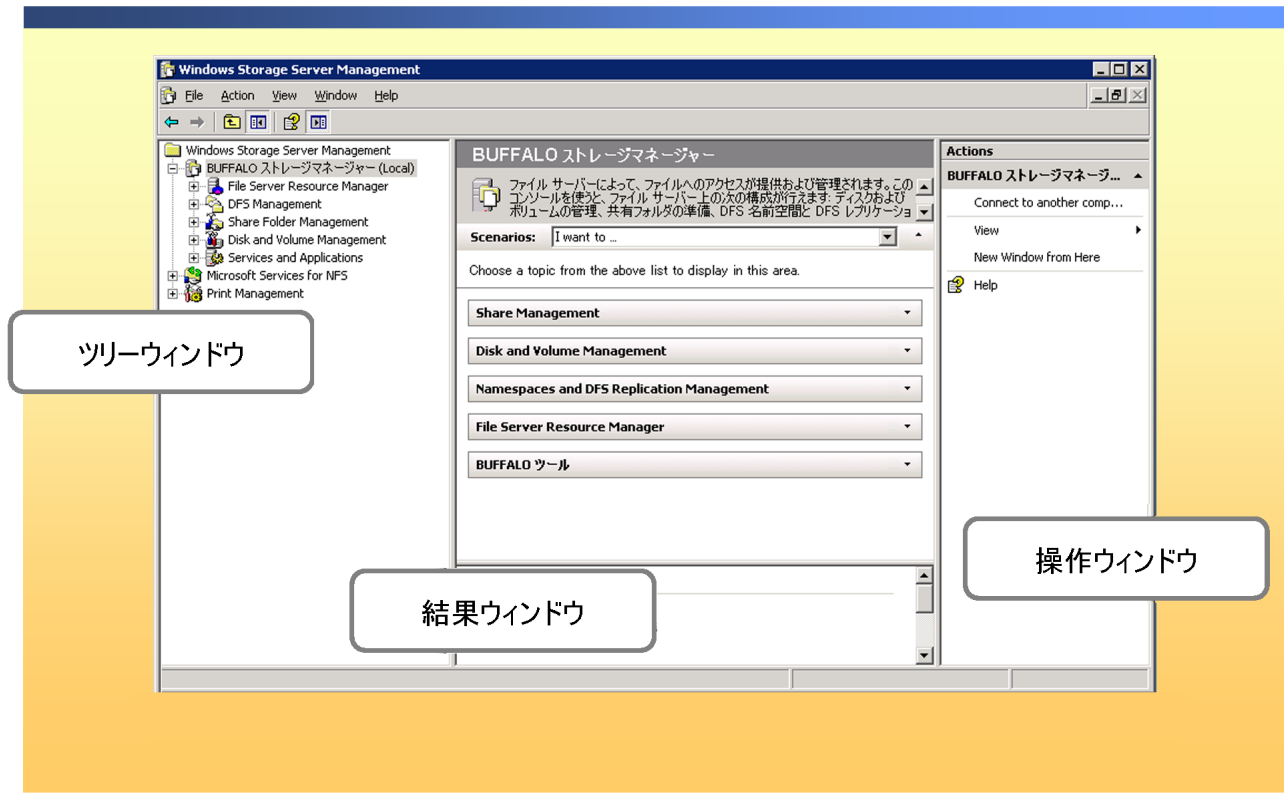 Windows Storage Server Management
File Action View Window Help
Windows Storage Server Management
BUFFALO ストレージマネージャー (Local)
File Server Resource Manager
DFS Management
Share Folder Management
Disk and Volume Management
Services and Applications
Microsoft Services for NFS
Print Management
ツリーウィンドウ
BUFFALO ストレージマネージャー
ファイル サーバーによって、ファイルへのアクセスが提供および管理されます。この
コンソールを使うと、ファイル サーバー上の次の構成が行えます: ディスクおよび
ボリュームの管理、共有フォルダの準備、DFS 名前空間と DFS レプリケーショ
Scenarios: I want to ...
Choose a topic from the above list to display in this area.
Share Management
Disk and Volume Management
Namespaces and DFS Replication Management
File Server Resource Manager
BUFFALO ツール
結果ウィンドウ
Actions
BUFFALO ストレージマネージ...
Connect to another comp...
View
New Window from Here
Help
操作ウィンドウ